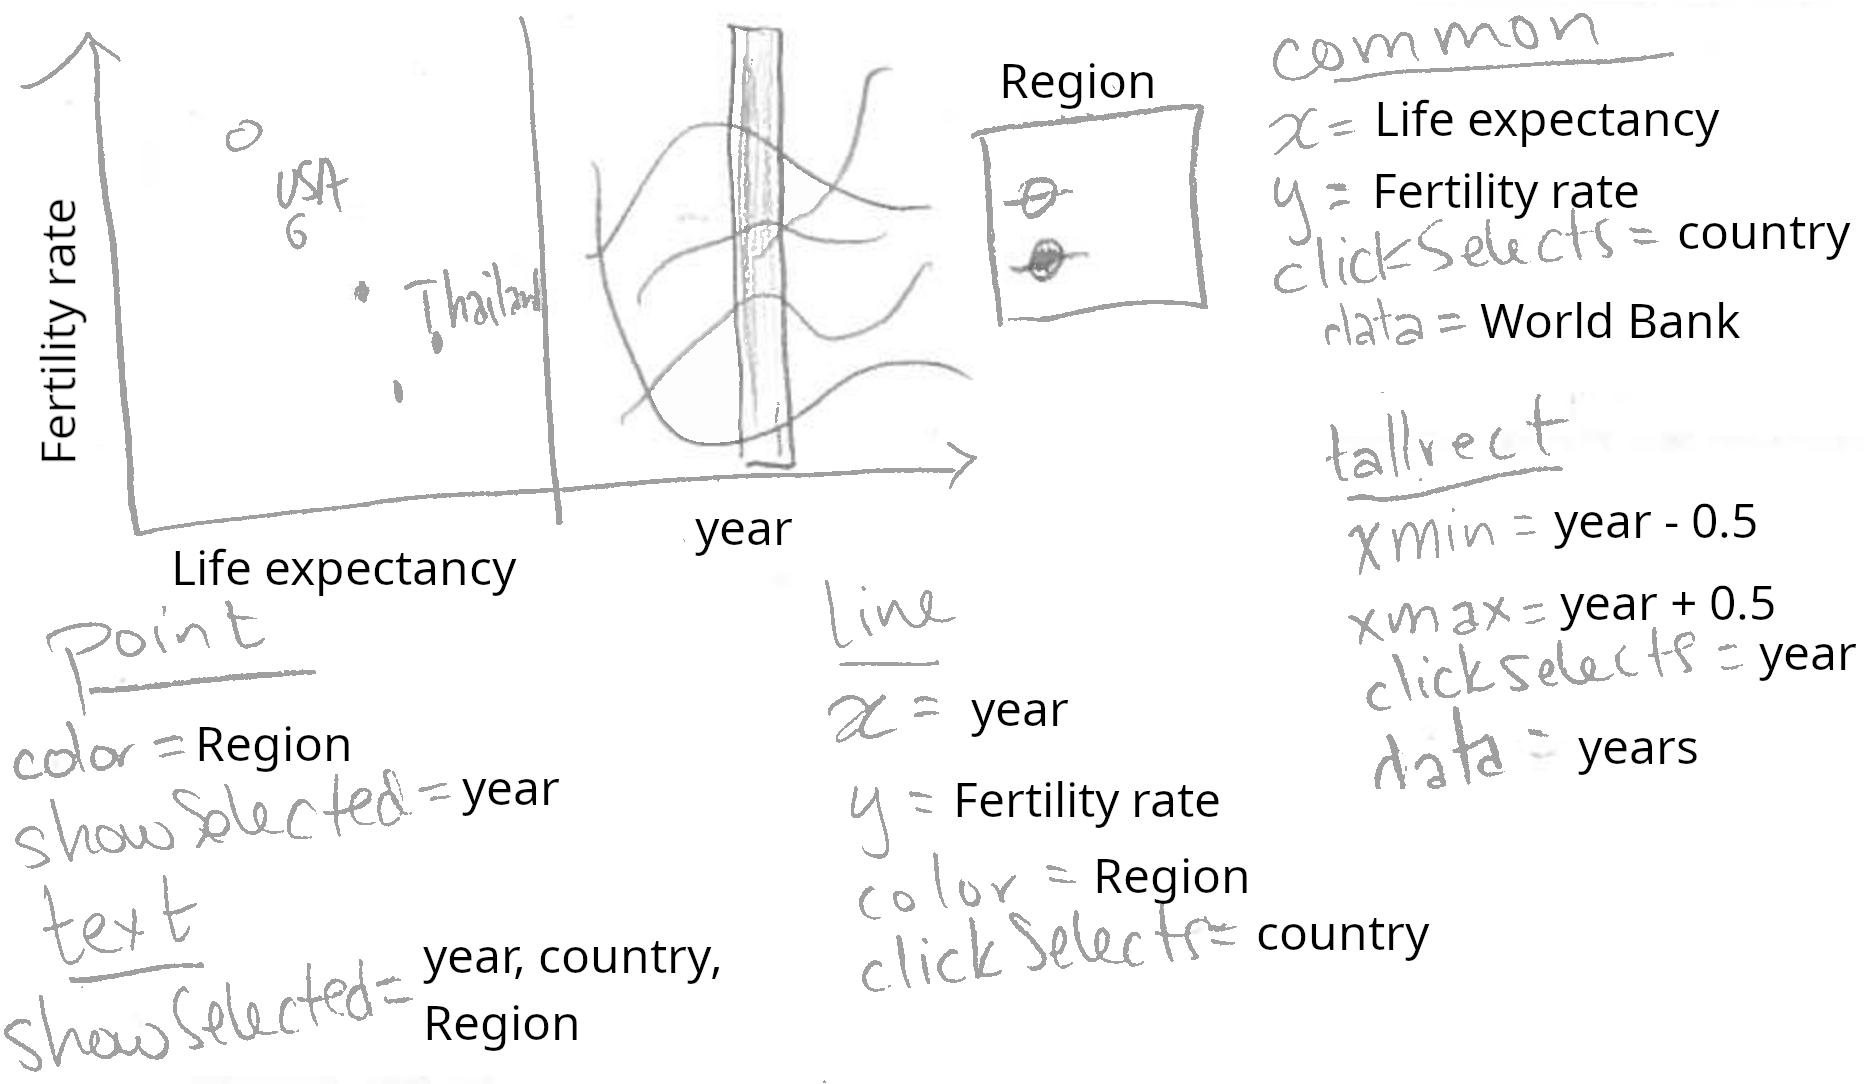 Fertility rate
USA
Thailand
Life expectancy
year
Region
common
x = Life expectancy
y = Fertility rate
clickSelects = country
data = World Bank
tallrect
xmin = year - 0.5
xmax = year + 0.5
clickselects = year
data = years
point
color = Region
showSelected = year
text
showSelected = year, country,
Region
line
x = year
y = Fertility rate
color = Region
clickSelects = country